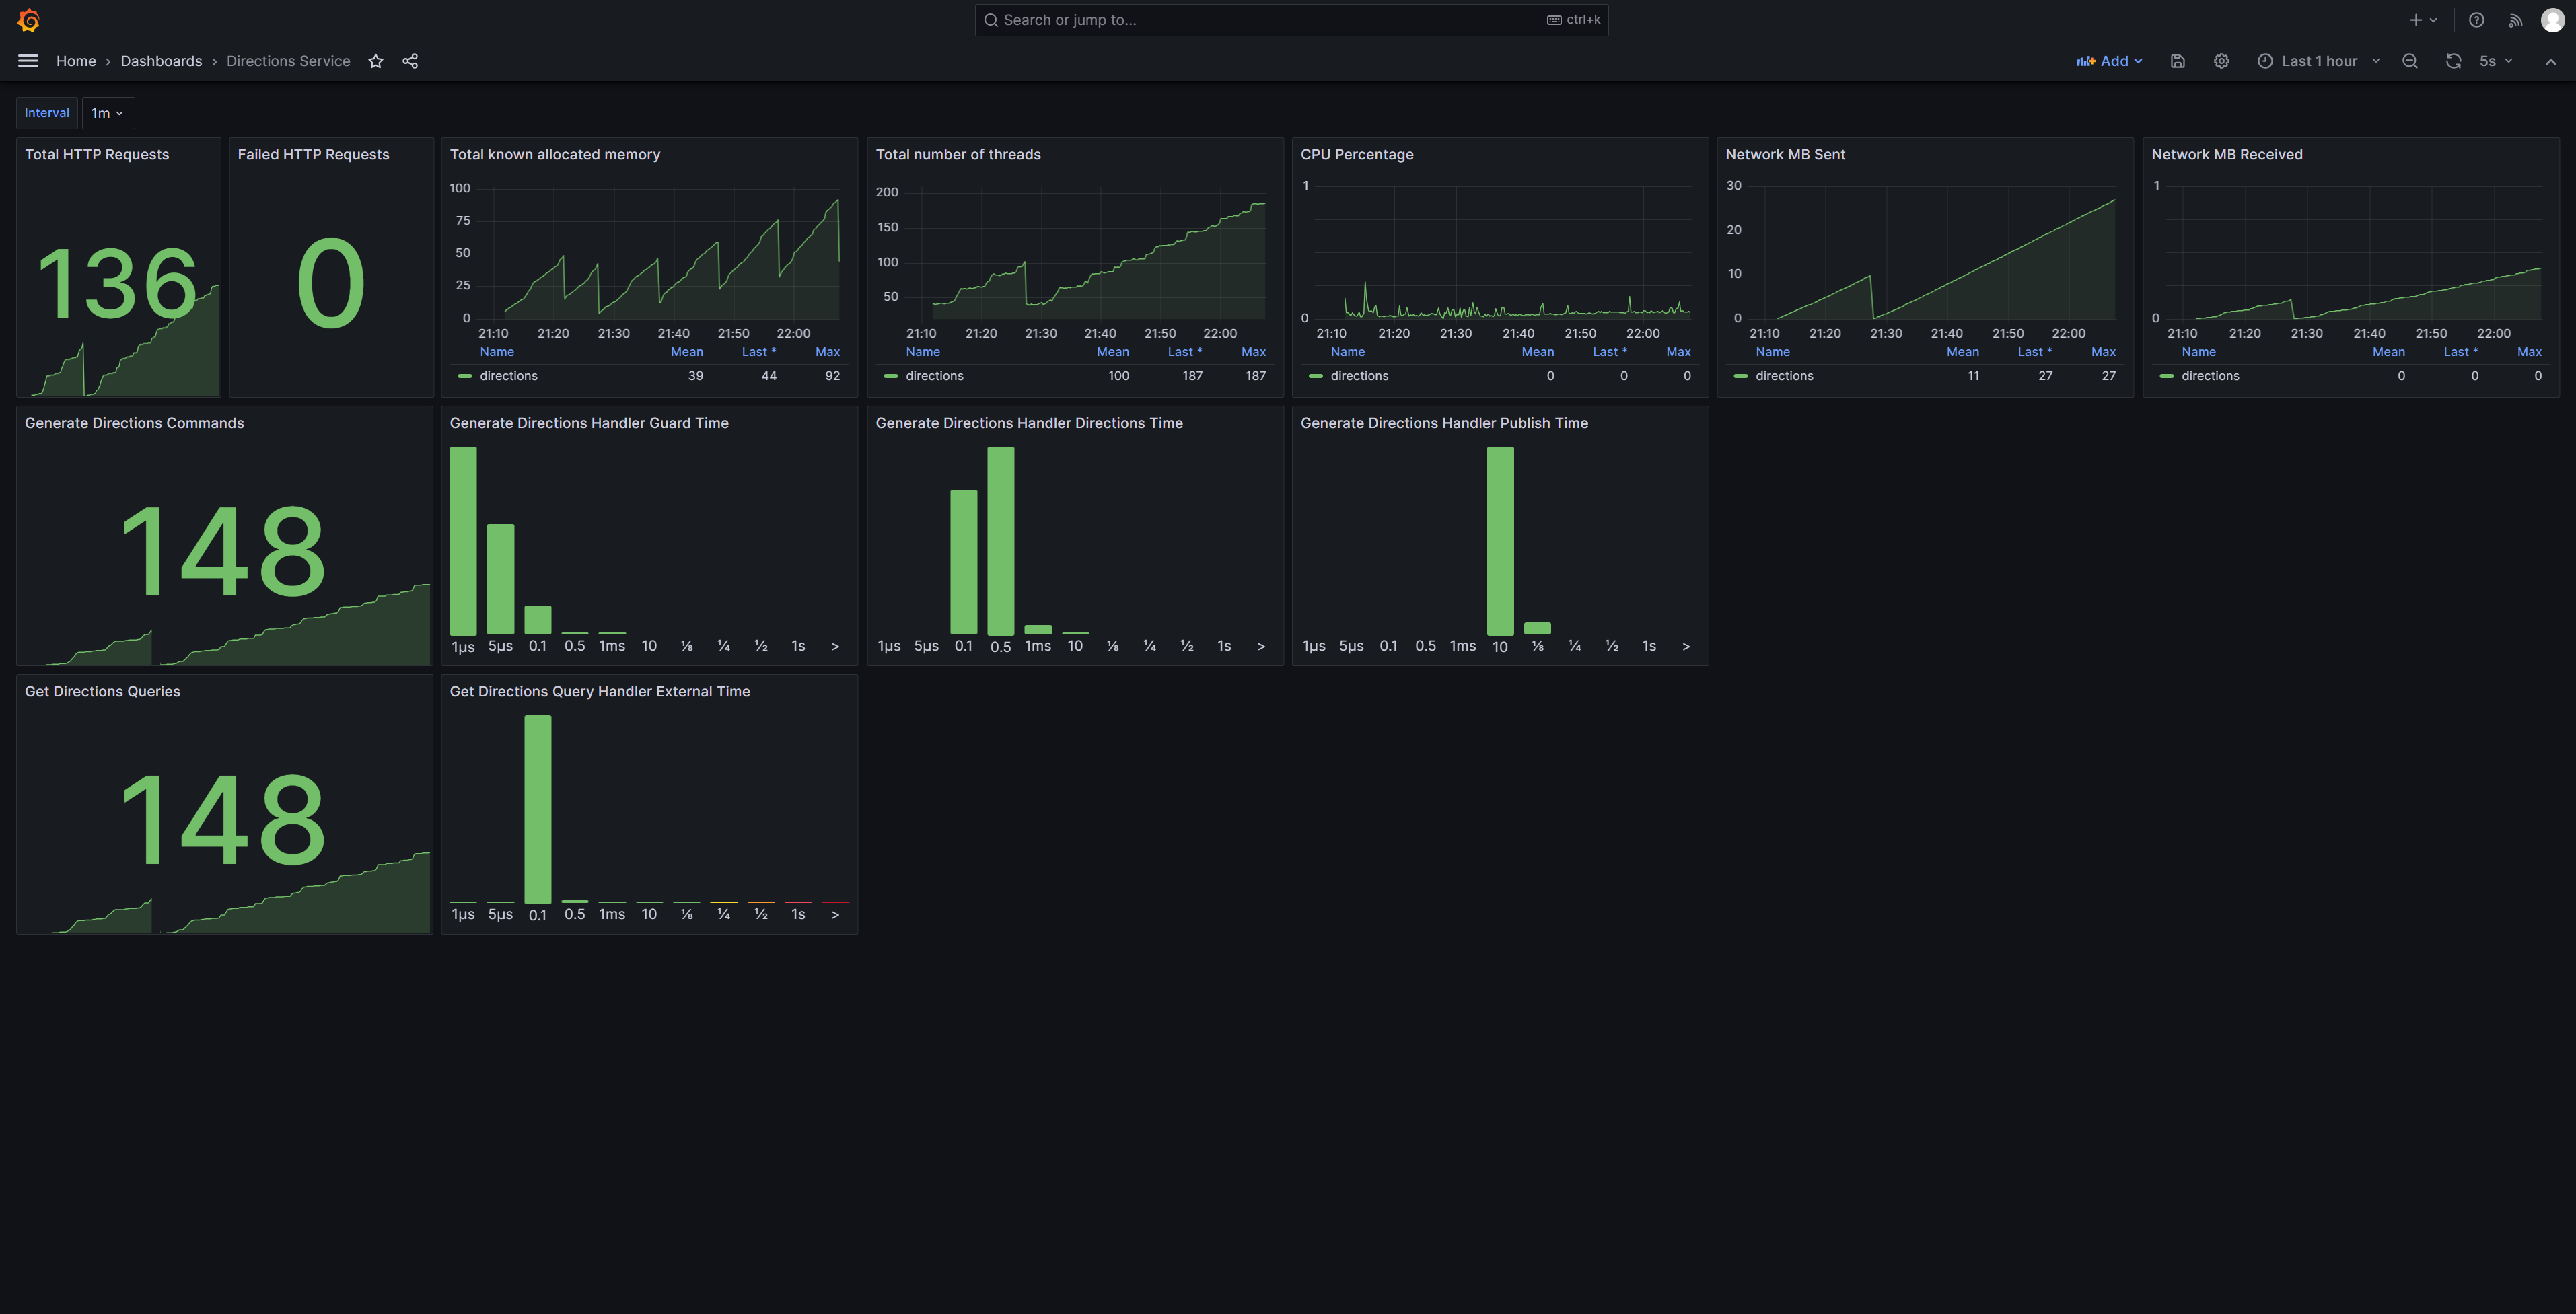 Search or jump to...
ctrl+k
Home › Dashboards › Directions Service
Add
Last 1 hour
5s
Interval
1m
Total HTTP Requests
136
Failed HTTP Requests
0
Total known allocated memory
100
75
50
25
0
21:10 21:20 21:30 21:40 21:50 22:00
Name Mean Last * Max
directions 39 44 92
Total number of threads
200
150
100
50
21:10 21:20 21:30 21:40 21:50 22:00
Name Mean Last * Max
directions 100 187 187
CPU Percentage
1
0
21:10 21:20 21:30 21:40 21:50 22:00
Name Mean Last * Max
directions 0 0 0
Network MB Sent
30
20
10
0
21:10 21:20 21:30 21:40 21:50 22:00
Name Mean Last * Max
directions 11 27 27
Network MB Received
1
0
21:10 21:20 21:30 21:40 21:50 22:00
Name Mean Last * Max
directions 0 0 0
Generate Directions Commands
148
Generate Directions Handler Guard Time
1µs 5µs 0.1 0.5 1ms 10 ⅛ ¼ ½ 1s >
Generate Directions Handler Directions Time
1µs 5µs 0.1 0.5 1ms 10 ⅛ ¼ ½ 1s >
Generate Directions Handler Publish Time
1µs 5µs 0.1 0.5 1ms 10 ⅛ ¼ ½ 1s >
Get Directions Queries
148
Get Directions Query Handler External Time
1µs 5µs 0.1 0.5 1ms 10 ⅛ ¼ ½ 1s >